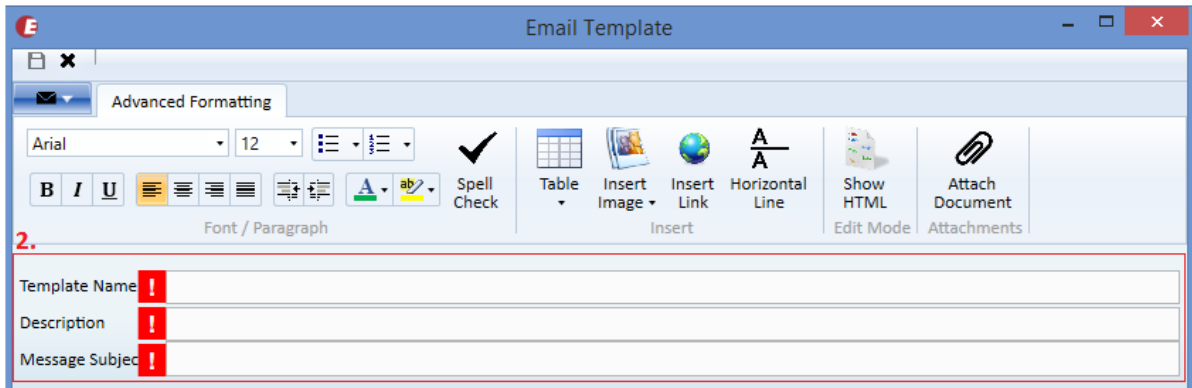 Email Template
Advanced Formatting
Arial 12
B I U A ab
Spell Check
Table
Insert Image
Insert Link
A
A
Horizontal Line
Show HTML
Attach Document
Font / Paragraph Insert Edit Mode Attachments
2.
Template Name !
Description !
Message Subjec !